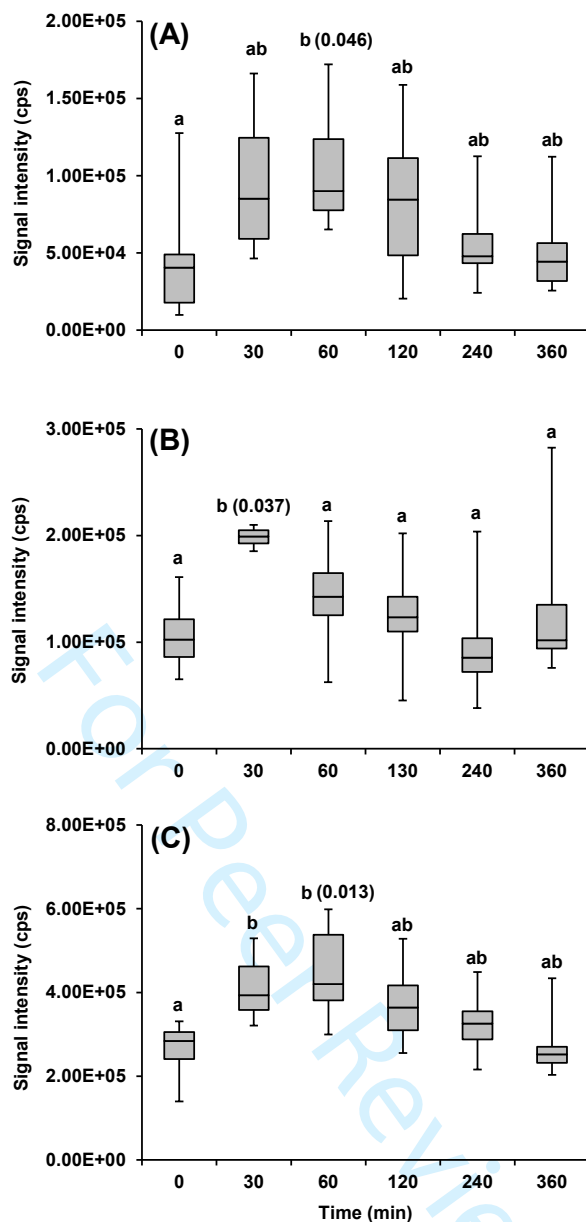 (A)
Signal intensity (cps)
2.00E+05
1.50E+05
1.00E+05
5.00E+04
0.00E+00
a
ab
b (0.046)
ab
ab
ab
0 30 60 120 240 360
(B)
Signal intensity (cps)
3.00E+05
2.00E+05
1.00E+05
0.00E+00
a
b (0.037)
a
a
a
a
0 30 60 130 240 360
(C)
Signal intensity (cps)
8.00E+05
6.00E+05
4.00E+05
2.00E+05
0.00E+00
a
b
b (0.013)
ab
ab
ab
0 30 60 120 240 360
Time (min)
For Peer Review